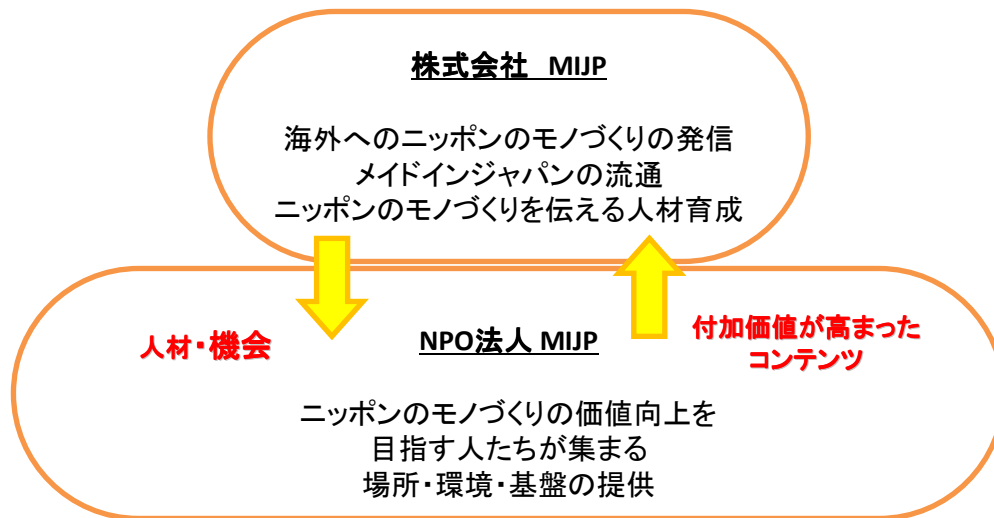 株式会社　MIJP
海外へのニッポンのモノづくりの発信
メイドインジャパンの流通
ニッポンのモノづくりを伝える人材育成
人材・機会
NPO法人 MIJP
付加価値が高まった
コンテンツ
ニッポンのモノづくりの価値向上を
目指す人たちが集まる
場所・環境・基盤の提供